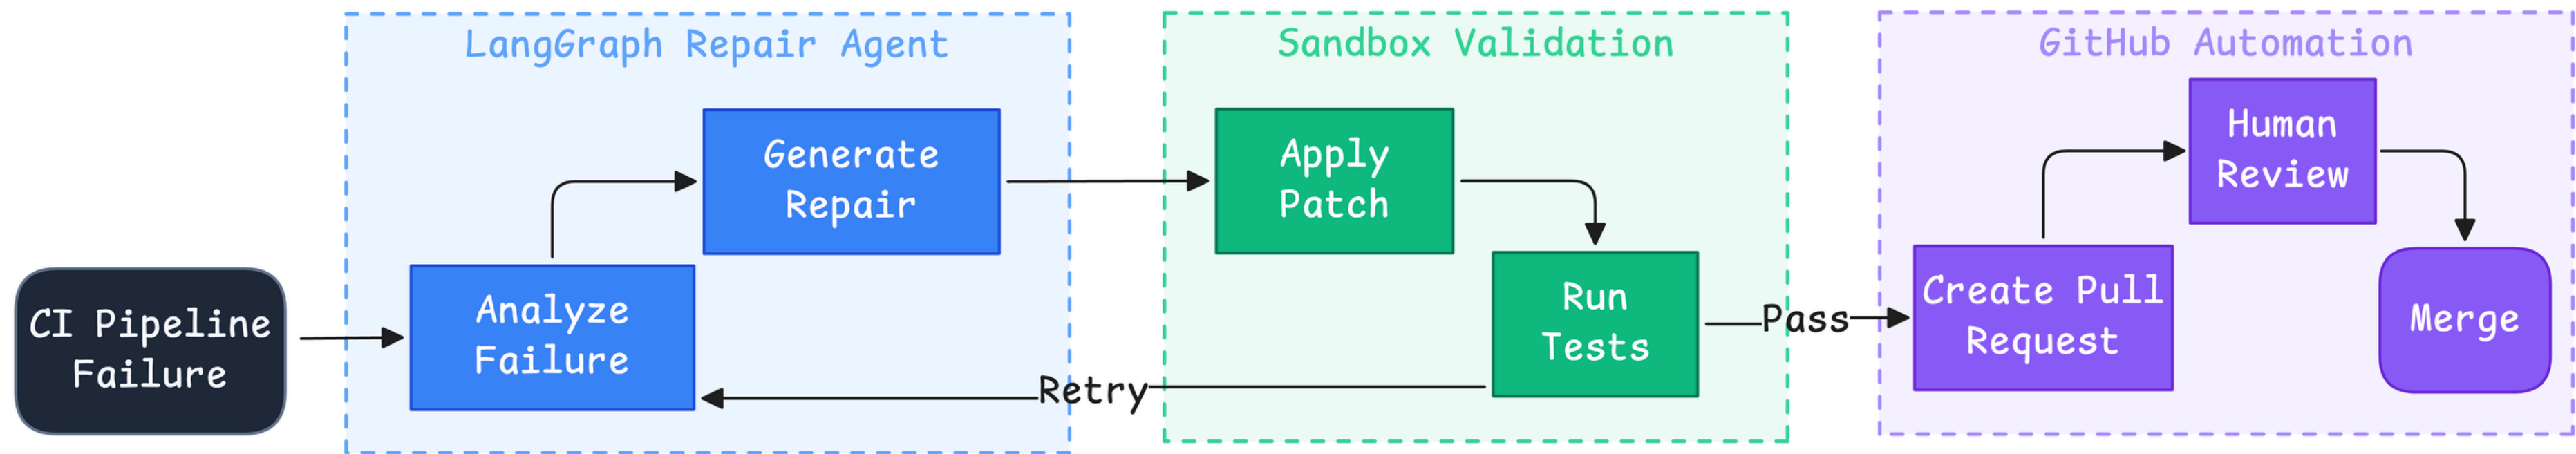 LangGraph Repair Agent
Sandbox Validation
GitHub Automation
CI Pipeline
Failure
Analyze
Failure
Generate
Repair
Apply
Patch
Run
Tests
Retry
Pass
Create Pull
Request
Human
Review
Merge